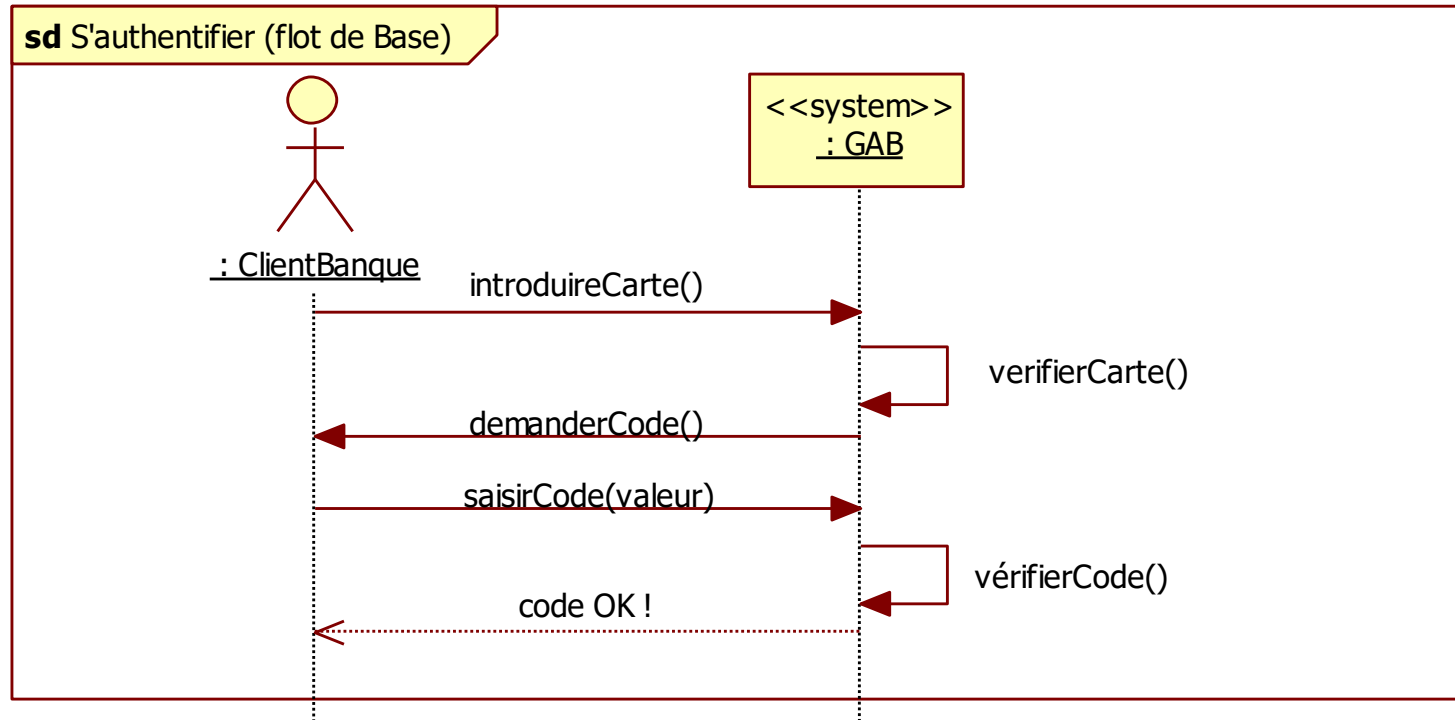 sd S'authentifier (flot de Base)
<<system>>
: GAB
: ClientBanque
introduireCarte()
verifierCarte()
demanderCode()
saisirCode(valeur)
vérifierCode()
code OK !